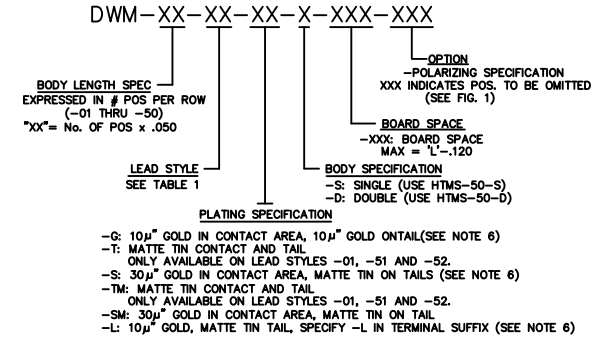 DWM-XX-XX-XX-X-XXX-XXX
OPTION
-POLARIZING SPECIFICATION
XXX INDICATES POS. TO BE OMITTED
(SEE FIG. 1)
BODY LENGTH SPEC
EXPRESSED IN # POS PER ROW
(-01 THRU -50)
"XX"= No. OF POS x .050
BOARD SPACE
-XXX: BOARD SPACE
MAX = 'L'-.120
LEAD STYLE
SEE TABLE 1
BODY SPECIFICATION
-S: SINGLE (USE HTMS-50-S)
-D: DOUBLE (USE HTMS-50-D)
PLATING SPECIFICATION
-G: 10µ" GOLD IN CONTACT AREA, 10µ" GOLD ONTAIL(SEE NOTE 6)
-T: MATTE TIN CONTACT AND TAIL
ONLY AVAILABLE ON LEAD STYLES -01, -51 AND -52.
-S: 30µ" GOLD IN CONTACT AREA, MATTE TIN ON TAILS (SEE NOTE 6)
-TM: MATTE TIN CONTACT AND TAIL
ONLY AVAILABLE ON LEAD STYLES -01, -51 AND -52.
-SM: 30µ" GOLD IN CONTACT AREA, MATTE TIN ON TAIL
-L: 10µ" GOLD, MATTE TIN TAIL, SPECIFY -L IN TERMINAL SUFFIX (SEE NOTE 6)